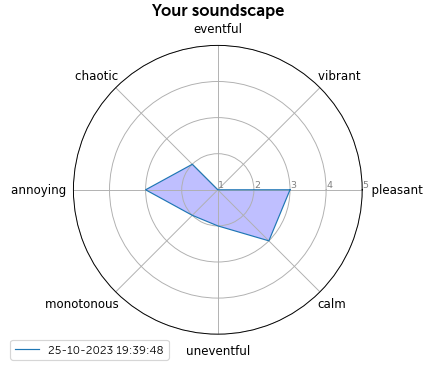 Your soundscape
eventful
chaotic
vibrant
annoying
1 2 3 4 5
pleasant
monotonous
calm
uneventful
25-10-2023 19:39:48